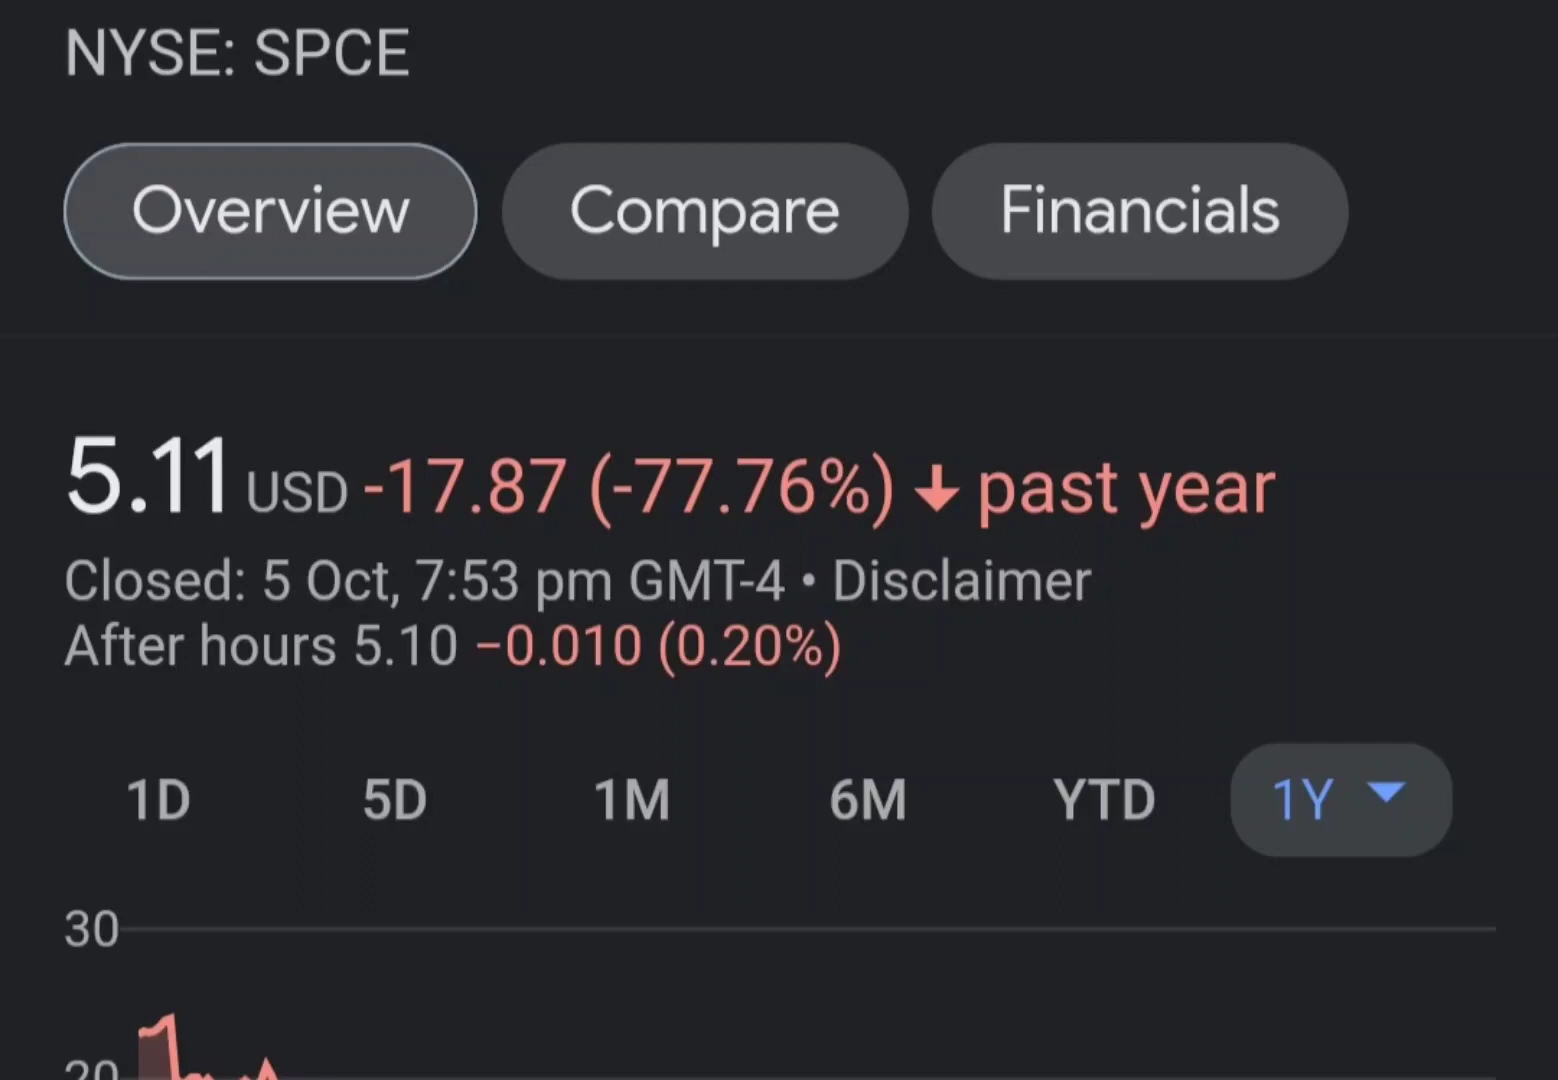 NYSE: SPCE
Overview Compare Financials
5.11 USD -17.87 (-77.76%) ↓ past year
Closed: 5 Oct, 7:53 pm GMT-4 • Disclaimer
After hours 5.10 −0.010 (0.20%)
1D 5D 1M 6M YTD 1Y
30
20